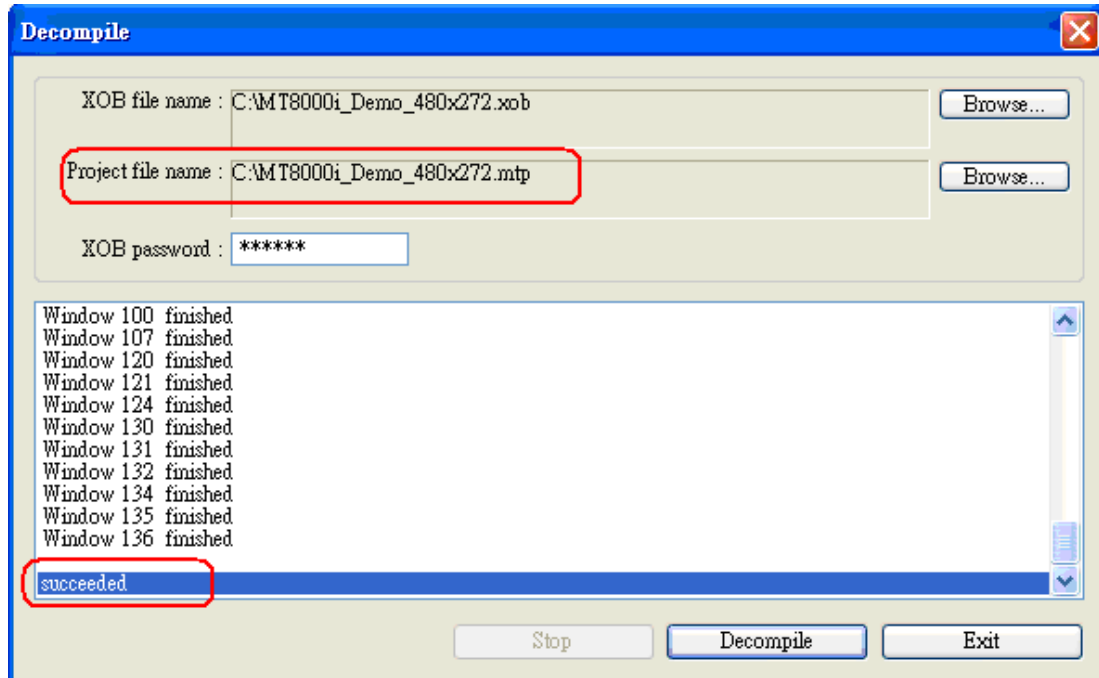 Decompile
XOB file name : C:\MT8000i_Demo_480x272.xob Browse...
Project file name : C:\MT8000i_Demo_480x272.mtp Browse...
XOB password : ******
Window 100 finished
Window 107 finished
Window 120 finished
Window 121 finished
Window 124 finished
Window 130 finished
Window 131 finished
Window 132 finished
Window 134 finished
Window 135 finished
Window 136 finished
succeeded
Stop Decompile Exit